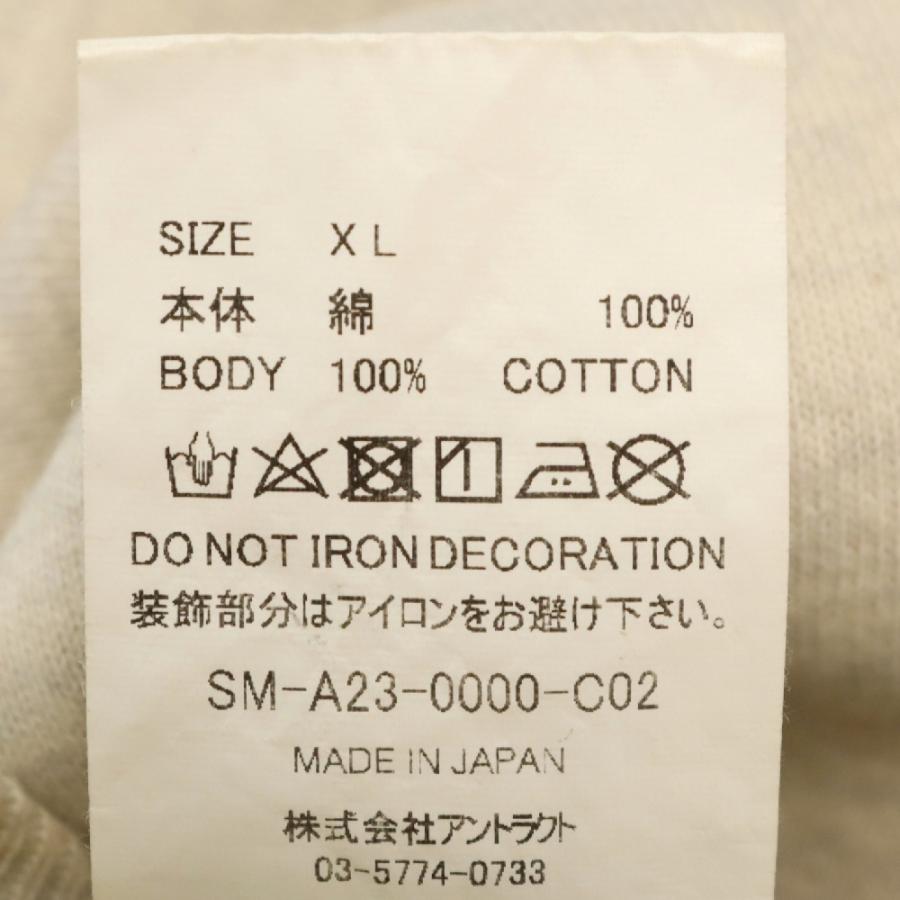 SIZE XL
本体 綿 100%
BODY 100% COTTON
DO NOT IRON DECORATION
装飾部分はアイロンをお避け下さい。
SM-A23-0000-C02
MADE IN JAPAN
株式会社アントラクト
03-5774-0733